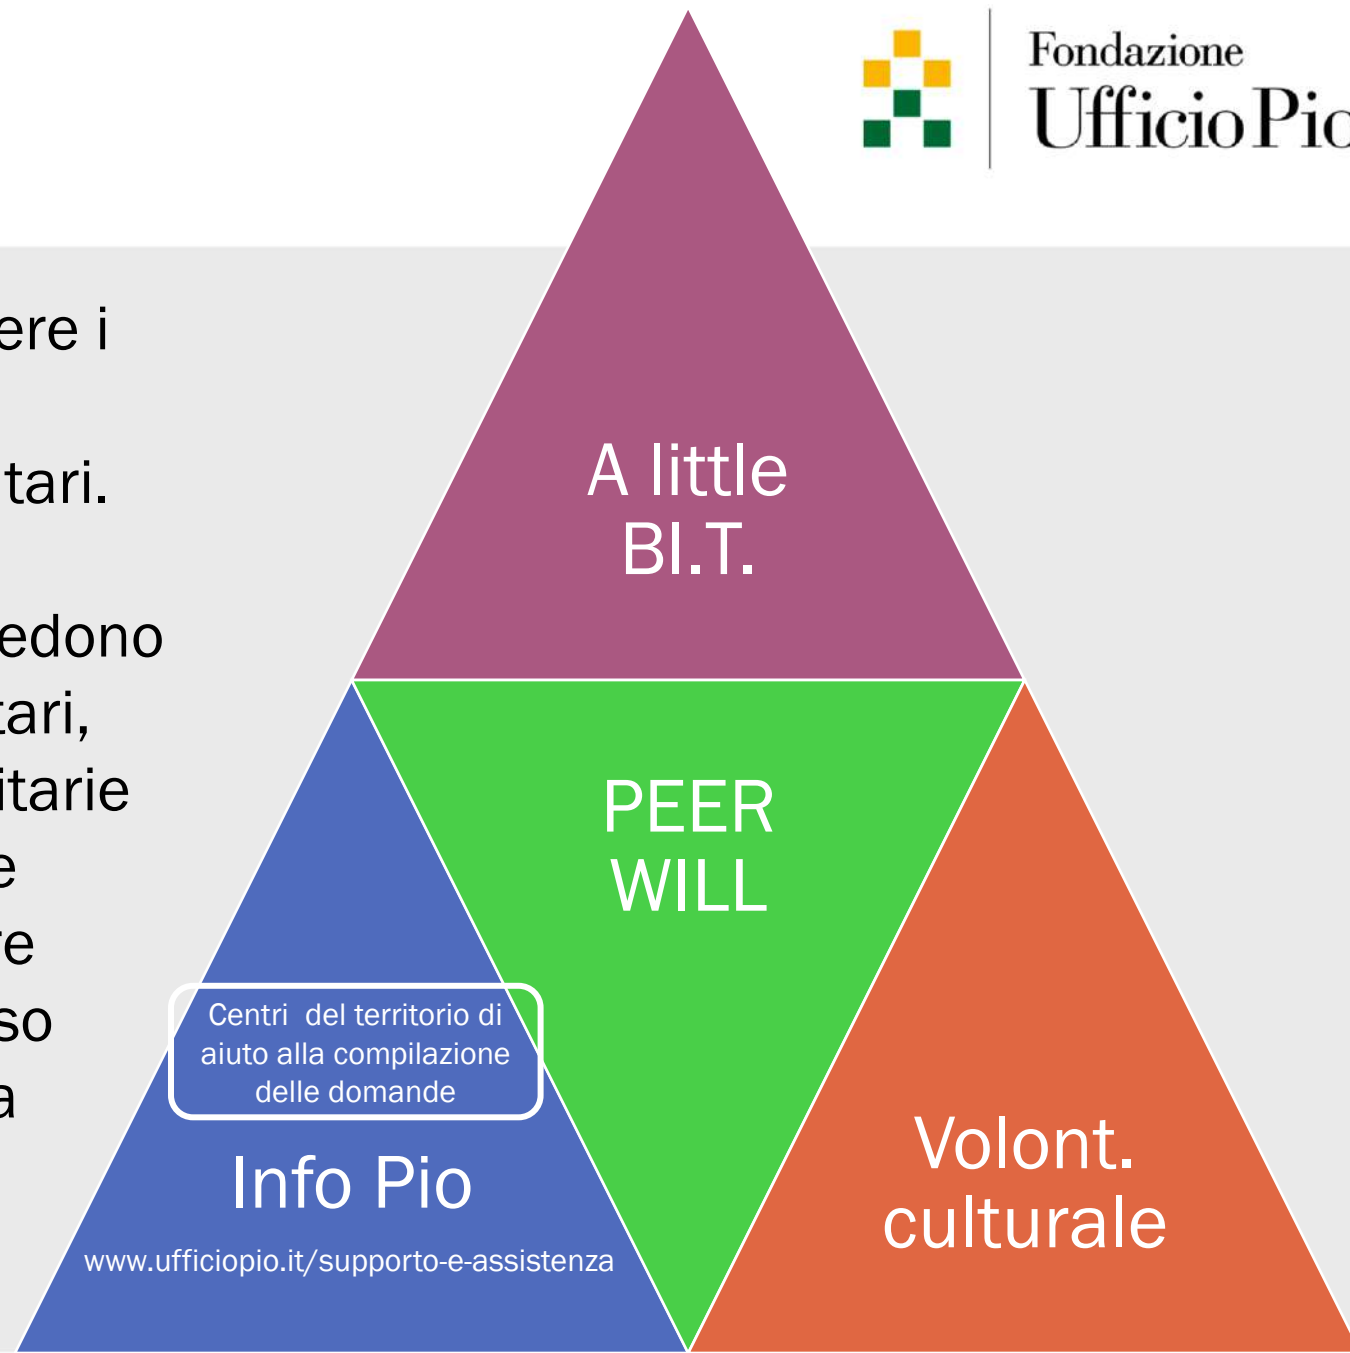 Fondazione
Ufficio Pio
ere i
tari.
edono
tari,
itarie
e
re
so
a
A little
BI.T.
PEER
WILL
Centri del territorio di
aiuto alla compilazione
delle domande
Info Pio
www.ufficiopio.it/supporto-e-assistenza
Volont.
culturale